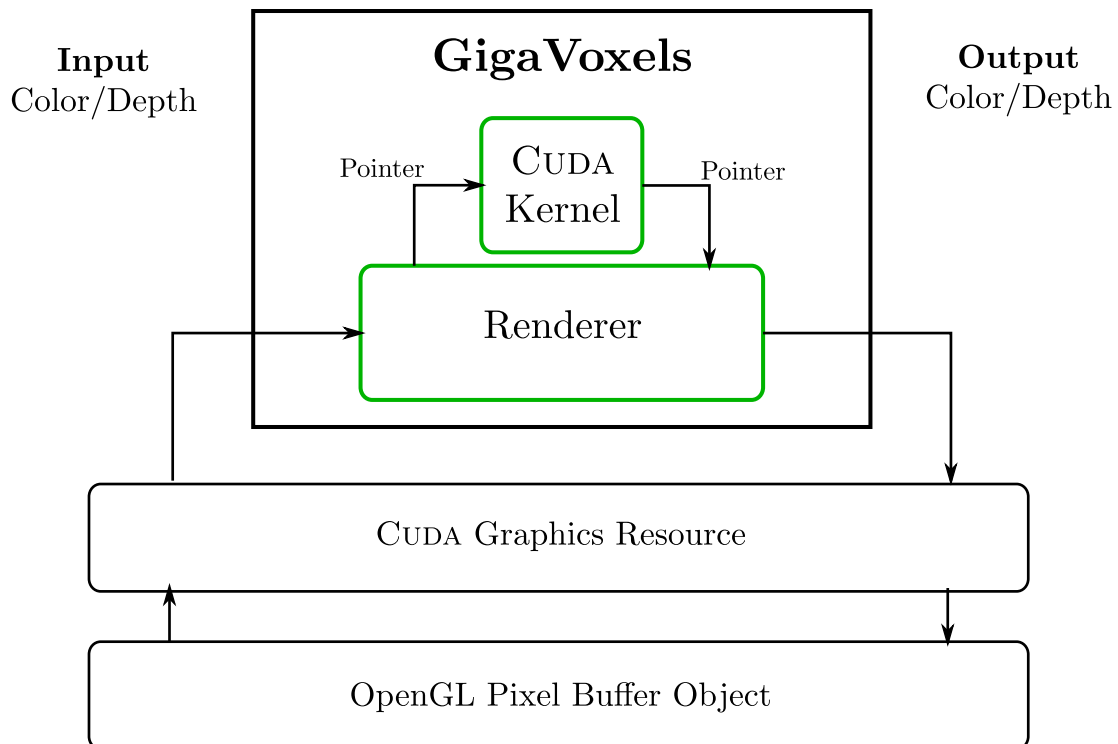 Input
Color/Depth
GigaVoxels
Output
Color/Depth
Pointer
CUDA
Kernel
Pointer
Renderer
CUDA Graphics Resource
OpenGL Pixel Buffer Object